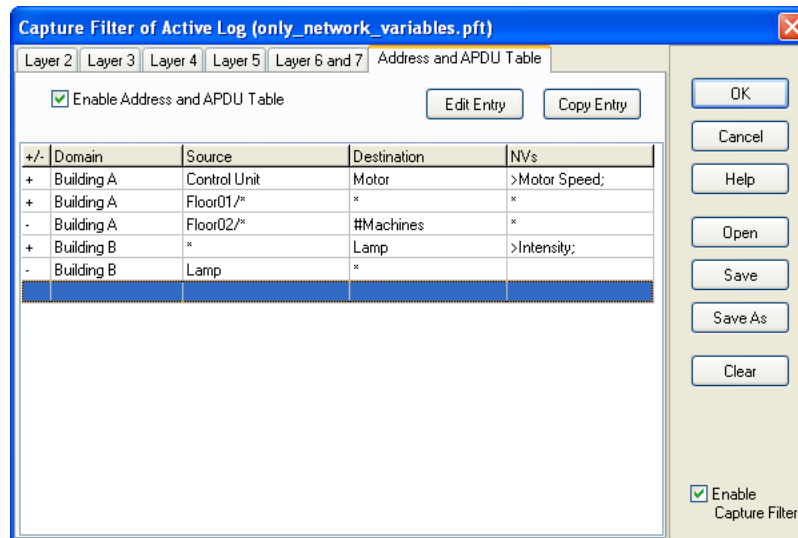 Capture Filter of Active Log (only_network_variables.pft)
Layer 2 Layer 3 Layer 4 Layer 5 Layer 6 and 7 Address and APDU Table
Enable Address and APDU Table Edit Entry Copy Entry
+/- Domain Source Destination NVs
+ Building A Control Unit Motor >Motor Speed;
+ Building A Floor01/* * *
- Building A Floor02/* #Machines *
+ Building B * Lamp >Intensity;
- Building B Lamp *
OK
Cancel
Help
Open
Save
Save As
Clear
Enable
Capture Filter